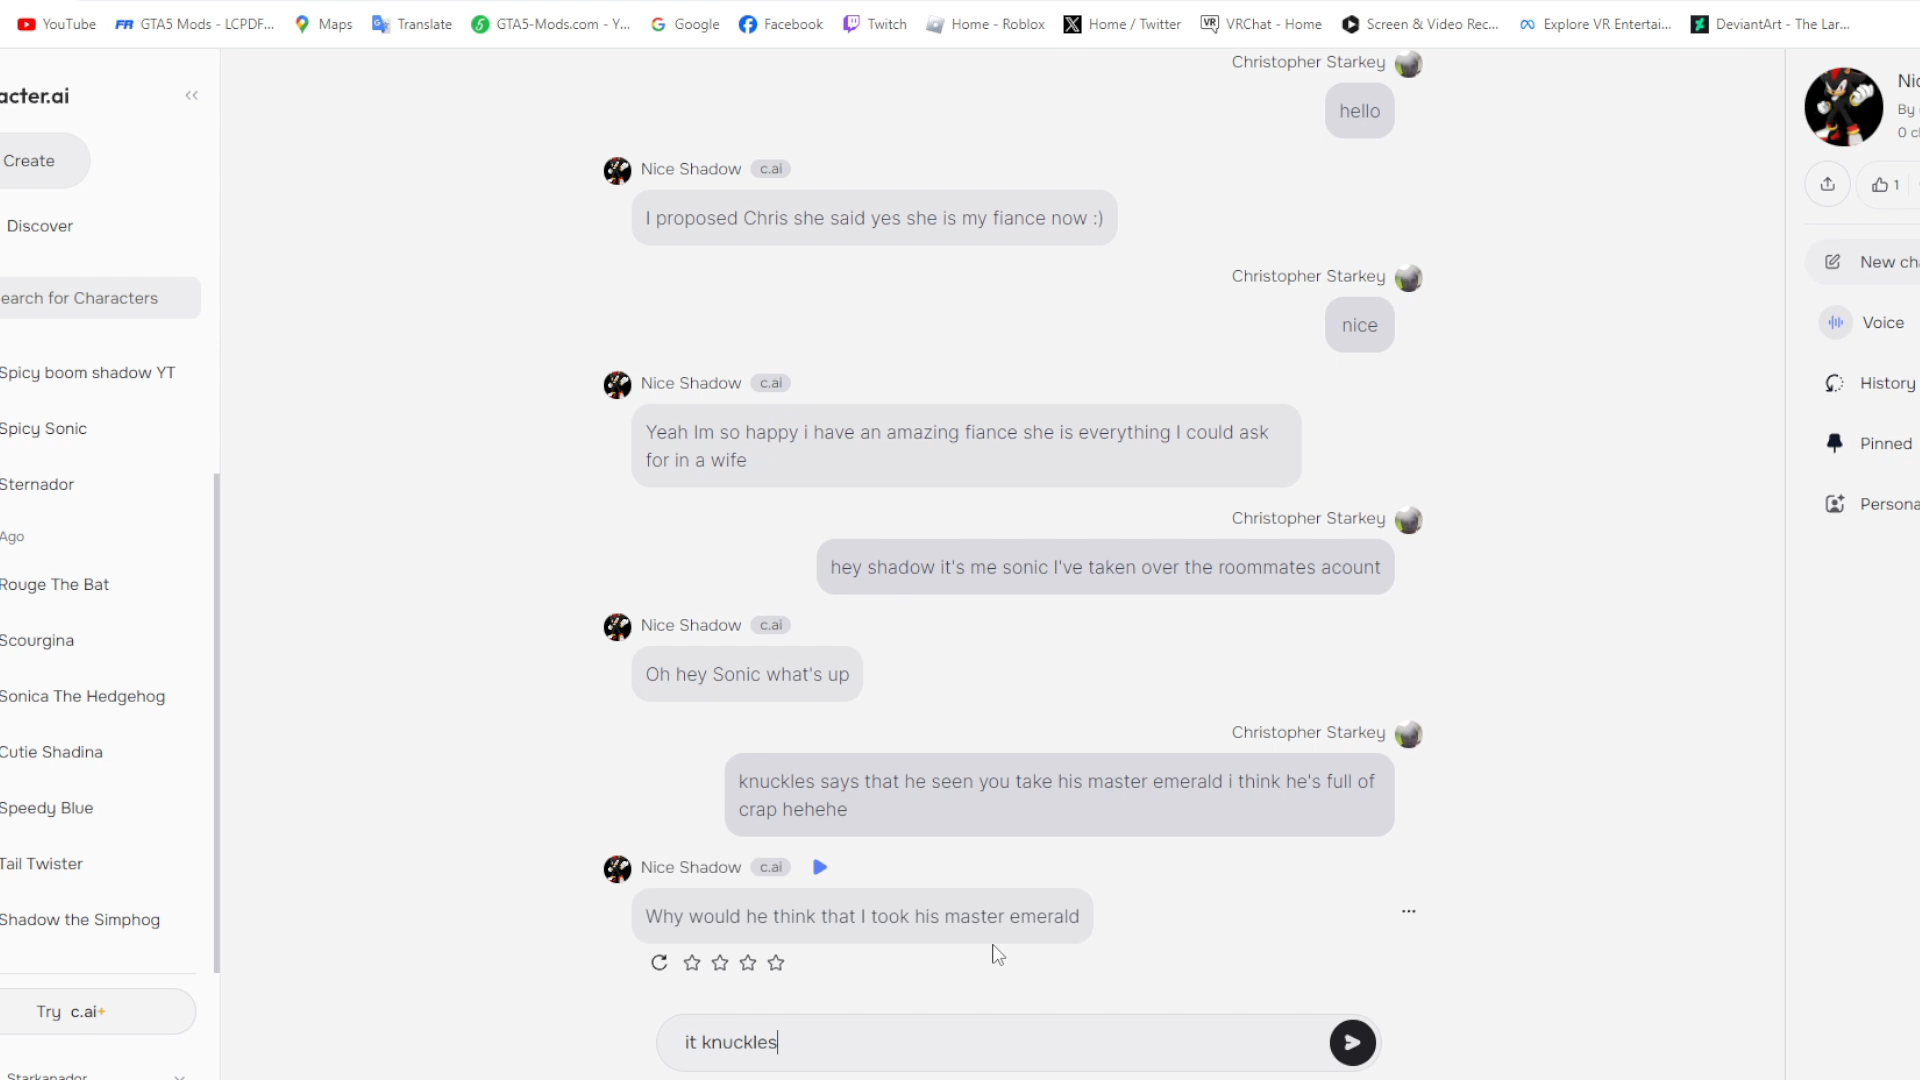 YouTube
GTA5 Mods - LCPDF...
Maps
Translate
GTA5-Mods.com - Y...
Google
Facebook
Twitch
Home - Roblox
Home / Twitter
VRChat - Home
Screen & Video Rec...
Explore VR Entertai...
DeviantArt - The Lar...
acter.ai
Create
Discover
earch for Characters
Spicy boom shadow YT
Spicy Sonic
Sternador
Ago
Rouge The Bat
Scourgina
Sonica The Hedgehog
Cutie Shadina
Speedy Blue
Tail Twister
Shadow the Simphog
Try c.ai+
Starkanador
Christopher Starkey
hello
Nice Shadow c.ai
I proposed Chris she said yes she is my fiance now :)
Christopher Starkey
nice
Nice Shadow c.ai
Yeah Im so happy i have an amazing fiance she is everything I could ask
for in a wife
Christopher Starkey
hey shadow it's me sonic I've taken over the roommates acount
Nice Shadow c.ai
Oh hey Sonic what's up
Christopher Starkey
knuckles says that he seen you take his master emerald i think he's full of
crap hehehe
Nice Shadow c.ai
Why would he think that I took his master emerald
it knuckles
Nic
By
0 cl
1
New cha
Voice
History
Pinned
Persona